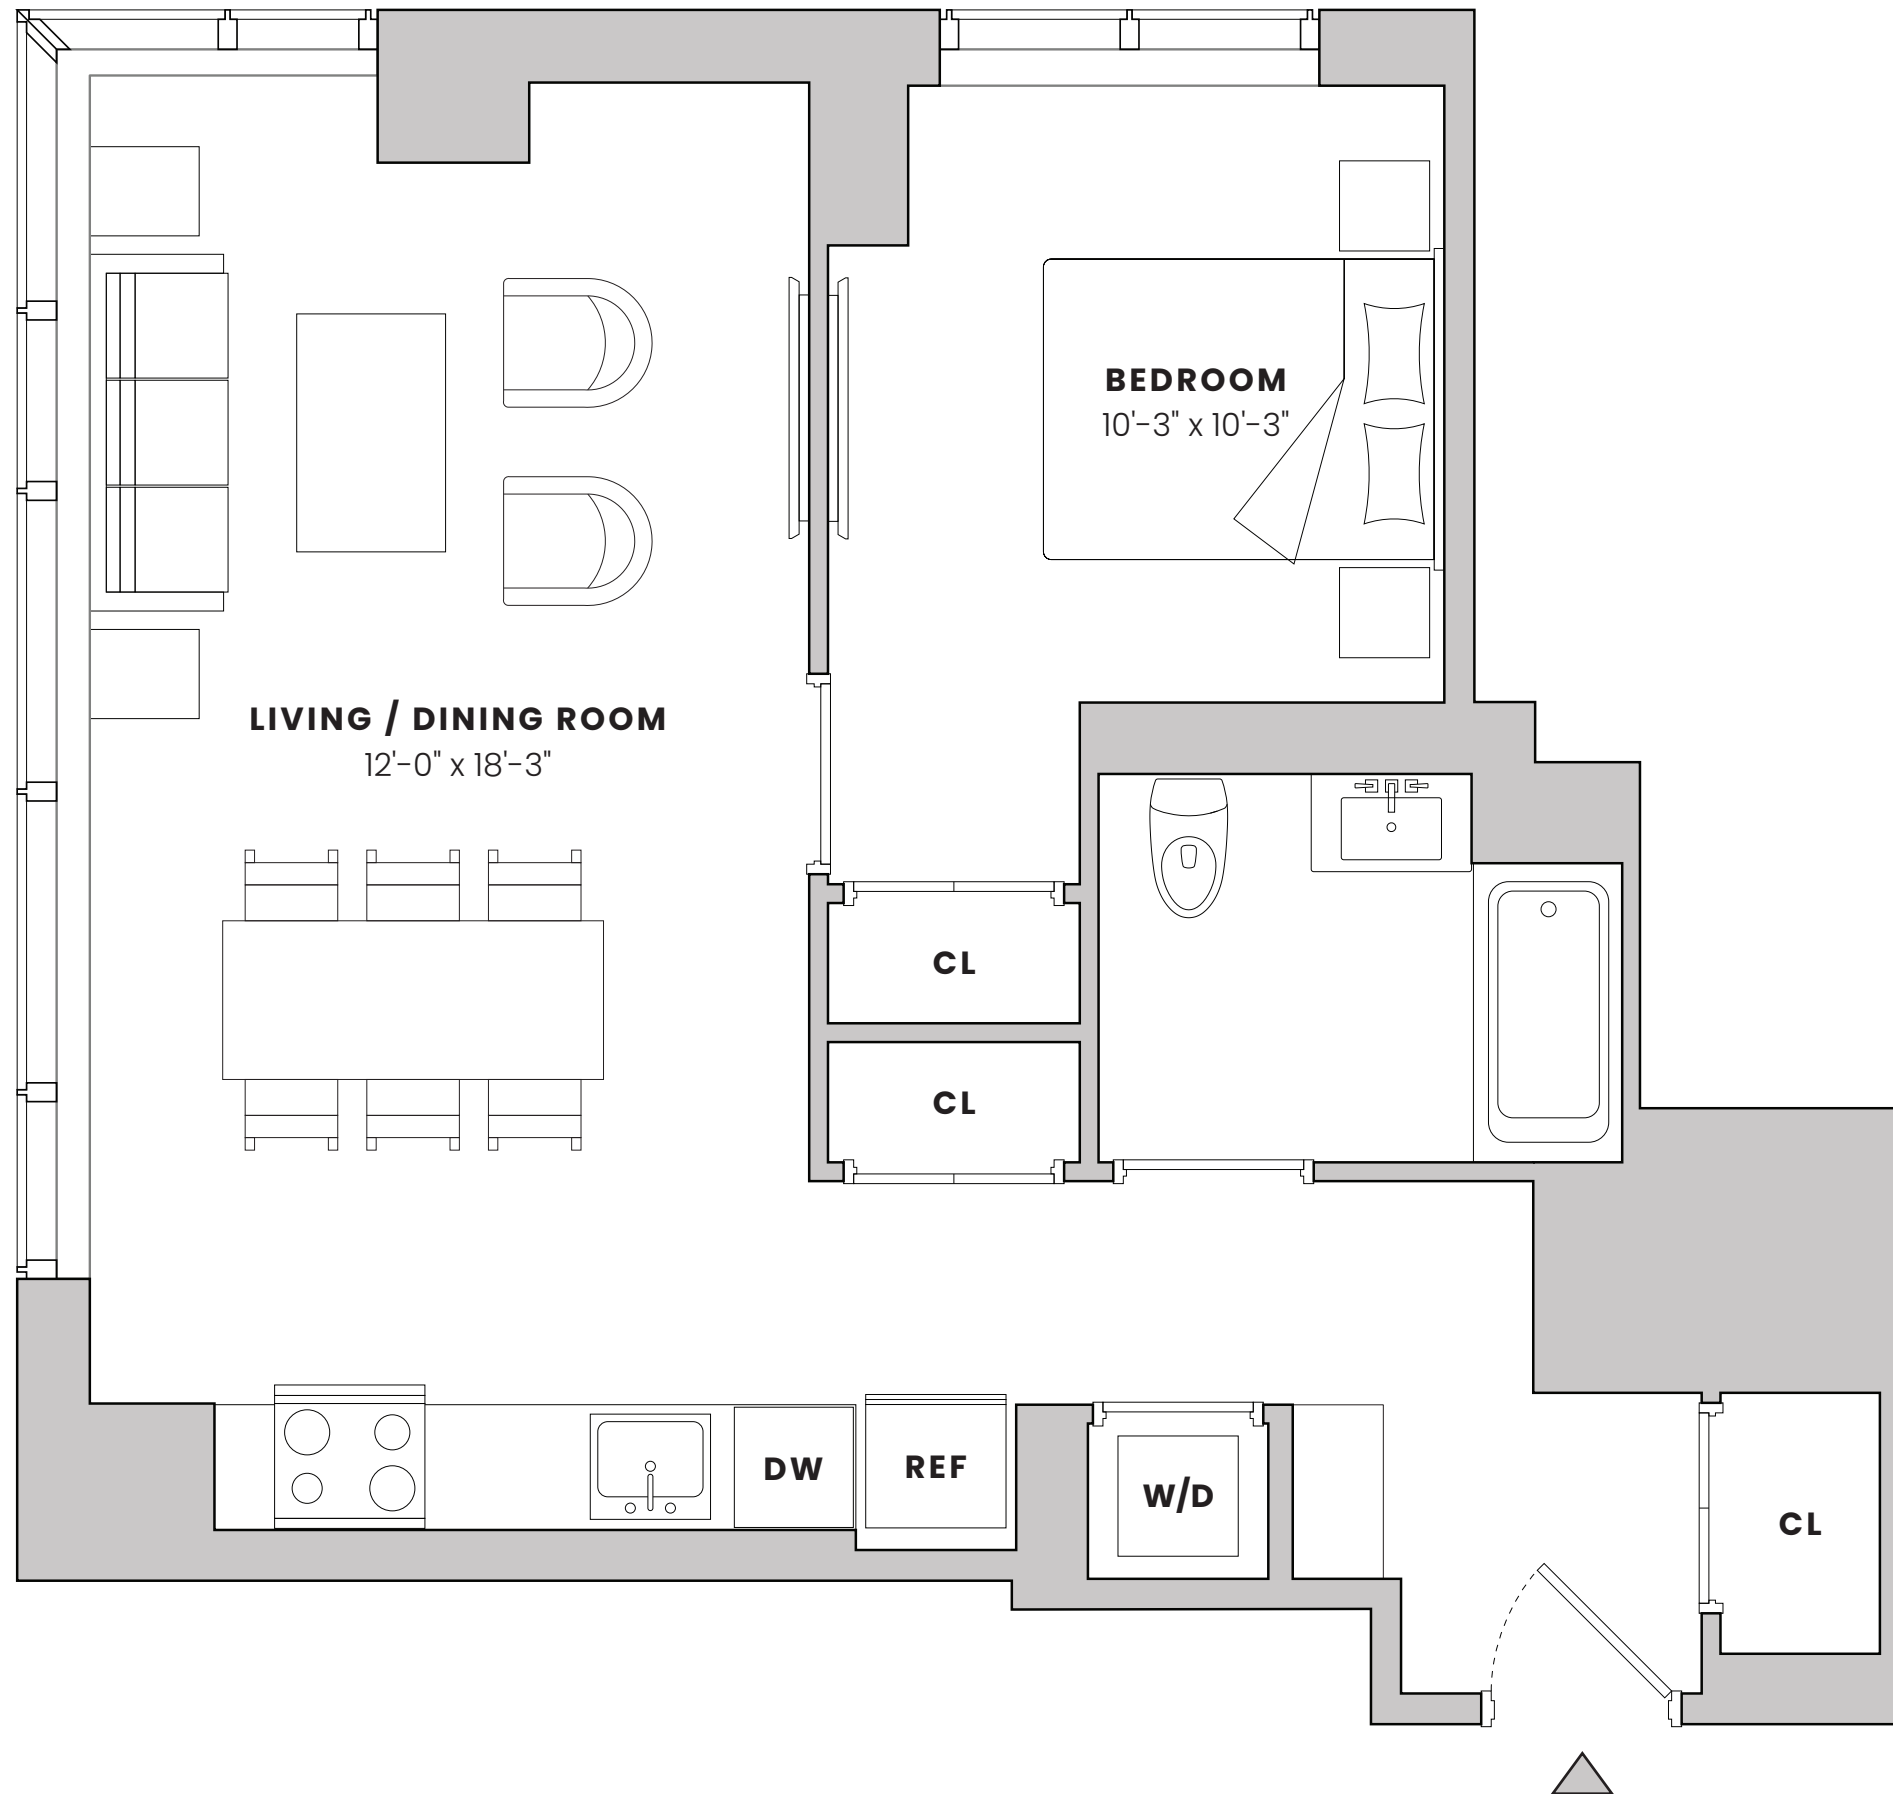 BEDROOM
10'-3" x 10'-3"
LIVING / DINING ROOM
12'-0" x 18'-3"
CL
CL
DW
REF
W/D
CL